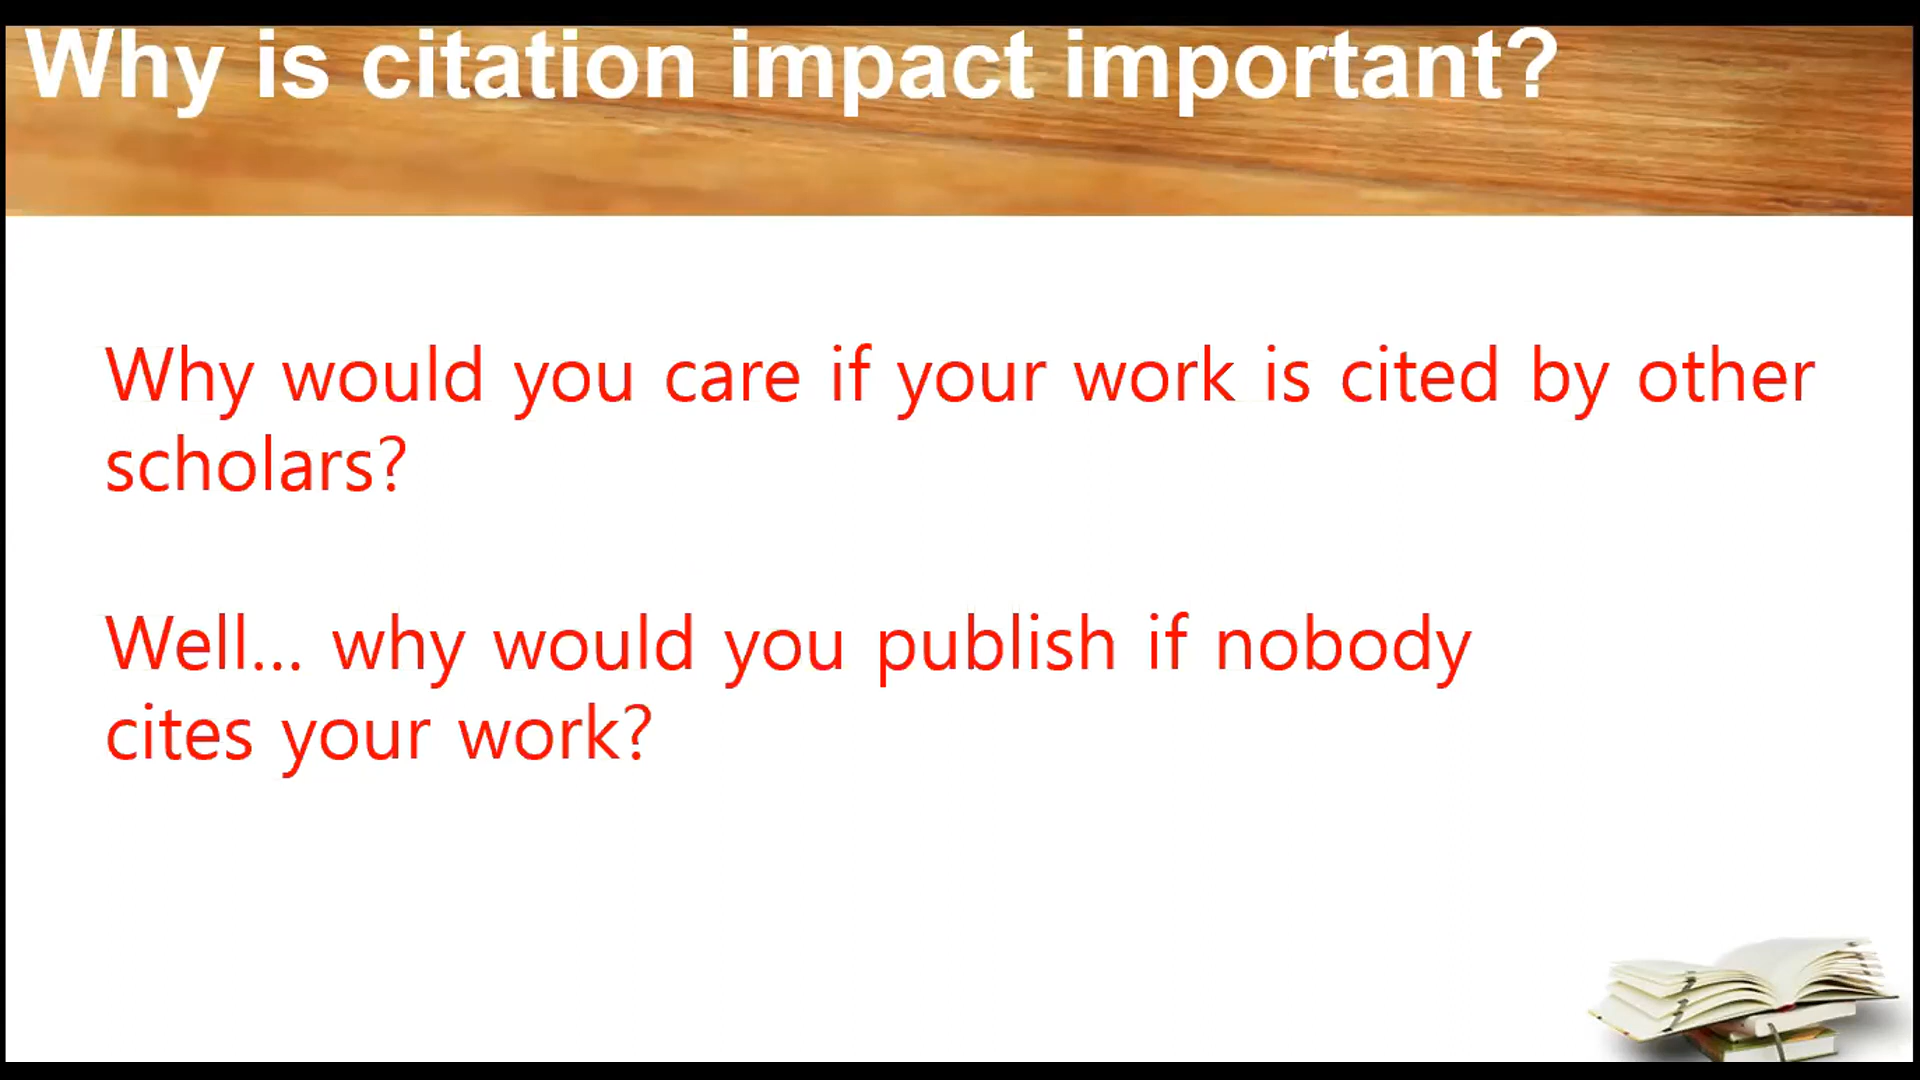 Why is citation impact important?
Why would you care if your work is cited by other
scholars?
Well... why would you publish if nobody
cites your work?